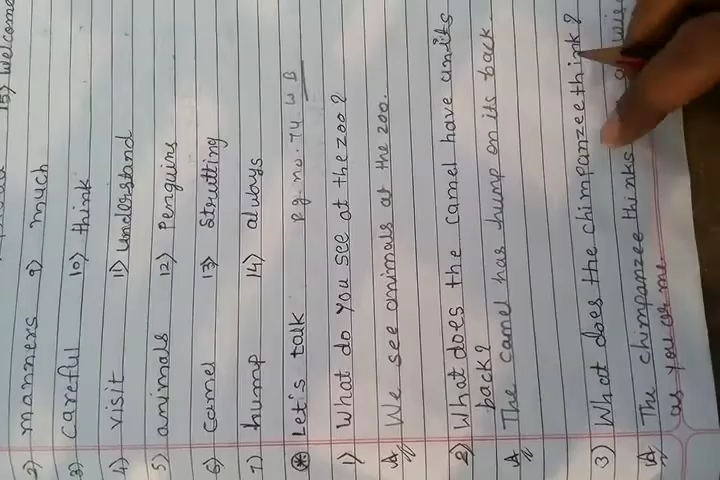 15) Welcome
2) manners 9) much
3) careful 10) think
4) visit 11) understand
5) animals 12) Penguins
6) camel 13) strutting
7) hump 14) always
Let's talk Pg. no. 74 W B
1) What do you see at the zoo?
A We see animals at the zoo.
2) What does the camel have on its
back?
A The camel has hump on its back.
3) What does the chimpanzee think?
A The chimpanzee thinks
as you or me.